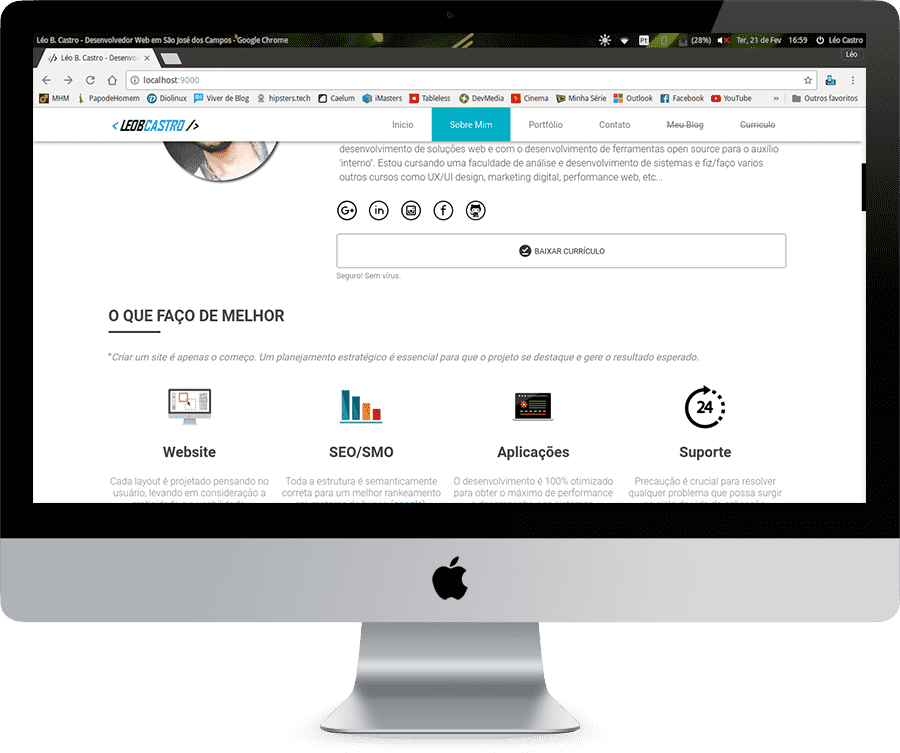 Léo B. Castro - Desenvolvedor Web em São José dos Campos - Google Chrome
Pt (28%) Ter, 21 de Fev 16:59 Léo Castro
Léo B. Castro - Desenvo
Léo
localhost:9000
MHM PapodeHomem Diolinux Viver de Blog hipsters.tech Caelum iMasters Tableless DevMedia Cinema Minha Série Outlook Facebook YouTube » Outros favoritos
< LEOBCASTRO /> Inicio Sobre Mim Portfólio Contato Meu Blog Curriculo
desenvolvimento de soluções web e com o desenvolvimento de ferramentas open source para o auxílio
'interno". Estou cursando uma faculdade de análise e desenvolvimento de sistemas e fiz/faço varios
outros cursos como UX/UI design, marketing digital, performance web, etc...
G+ in f
BAIXAR CURRÍCULO
Seguro! Sem vírus.
O QUE FAÇO DE MELHOR
"Criar um site é apenas o começo. Um planejamento estratégico é essencial para que o projeto se destaque e gere o resultado esperado.
24
Website SEO/SMO Aplicações Suporte
Cada layout é projetado pensando no
usuário, levando em consideração a
Toda a estrutura é semanticamente
correta para um melhor rankeamento
O desenvolvimento é 100% otimizado
para obter o máximo de performance
Precaução é crucial para resolver
qualquer problema que possa surgir